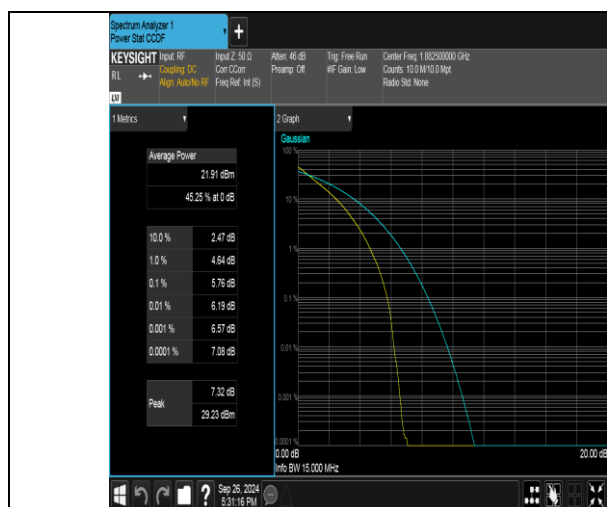 Spectrum Analyzer 1
Power Stat CCDF
+
KEYSIGHT
RL
LXI
Input: RF
Coupling: DC
Align: Auto/No RF
Input Z: 50 Ω
Corr CCorr
Freq Ref: Int (S)
Atten: 46 dB
Preamp: Off
Trig: Free Run
#IF Gain: Low
Center Freq: 1.882500000 GHz
Counts: 10.0 M/10.0 Mpt
Radio Std: None
1 Metrics
Average Power
21.91 dBm
45.25 % at 0 dB
10.0 % 2.47 dB
1.0 % 4.64 dB
0.1 % 5.76 dB
0.01 % 6.19 dB
0.001 % 6.57 dB
0.0001 % 7.08 dB
Peak
7.32 dB
29.23 dBm
2 Graph
Gaussian
100 %
10 %
1 %
0.1 %
0.01 %
0.001 %
0.0001 %
0.00 dB 20.00 dB
Info BW 15.000 MHz
?
Sep 26, 2024
5:31:16 PM